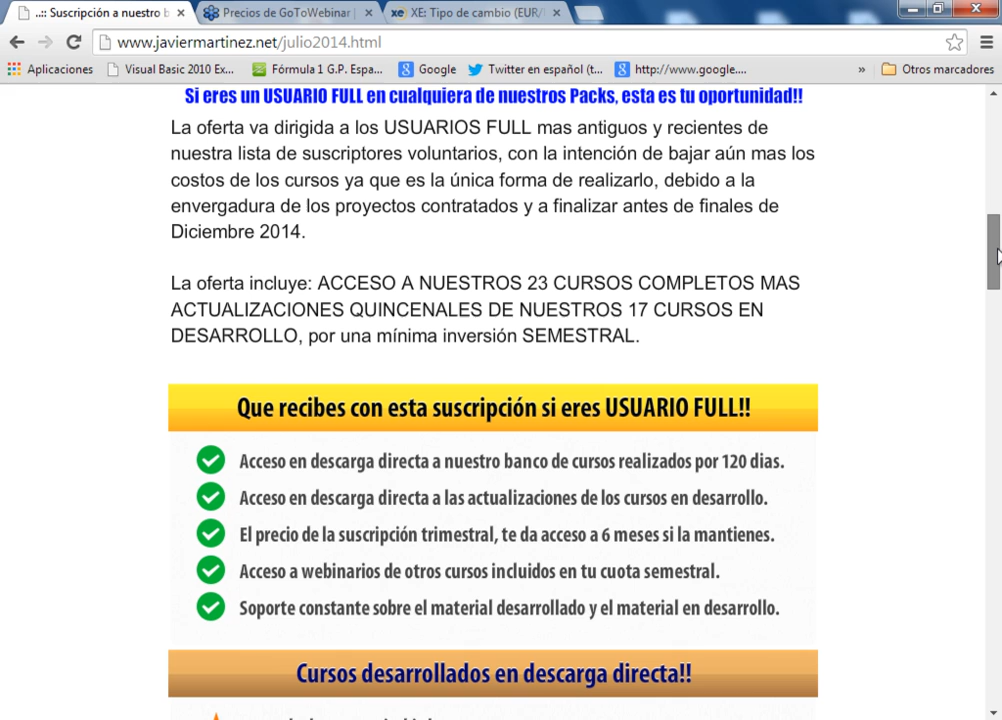 ..:: Suscripción a nuestro b
Precios de GoToWebinar
XE: Tipo de cambio (EUR/
www.javiermartinez.net/julio2014.html
Aplicaciones
Visual Basic 2010 Ex...
Fórmula 1 G.P. Espa...
Google
Twitter en español (t...
http://www.google....
»
Otros marcadores
Si eres un USUARIO FULL en cualquiera de nuestros Packs, esta es tu oportunidad!!
La oferta va dirigida a los USUARIOS FULL mas antiguos y recientes de
nuestra lista de suscriptores voluntarios, con la intención de bajar aún mas los
costos de los cursos ya que es la única forma de realizarlo, debido a la
envergadura de los proyectos contratados y a finalizar antes de finales de
Diciembre 2014.
La oferta incluye: ACCESO A NUESTROS 23 CURSOS COMPLETOS MAS
ACTUALIZACIONES QUINCENALES DE NUESTROS 17 CURSOS EN
DESARROLLO, por una mínima inversión SEMESTRAL.
Que recibes con esta suscripción si eres USUARIO FULL!!
Acceso en descarga directa a nuestro banco de cursos realizados por 120 dias.
Acceso en descarga directa a las actualizaciones de los cursos en desarrollo.
El precio de la suscripción trimestral, te da acceso a 6 meses si la mantienes.
Acceso a webinarios de otros cursos incluidos en tu cuota semestral.
Soporte constante sobre el material desarrollado y el material en desarrollo.
Cursos desarrollados en descarga directa!!